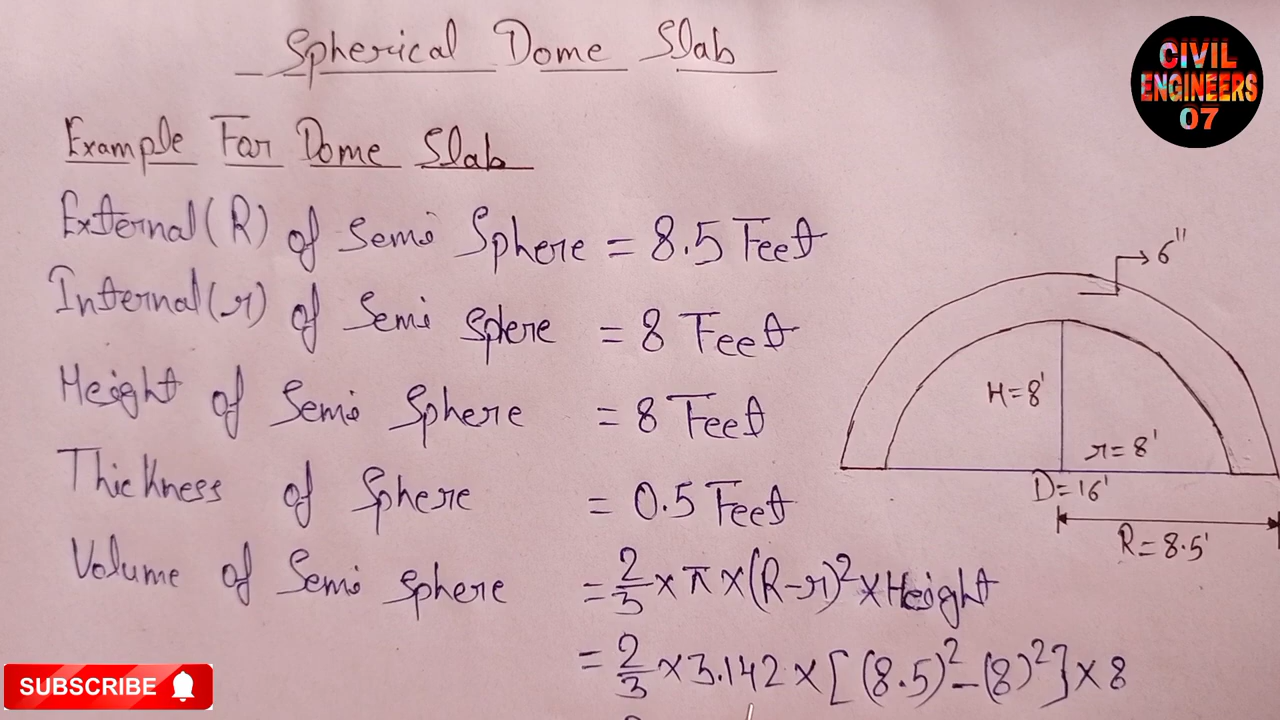 Spherical Dome Slab
CIVIL
ENGINEERS
07
Example For Dome Slab
External (R) of Semi Sphere = 8.5 Feet
Internal (r) of Semi Sphere = 8 Feet
Height of Semi Sphere = 8 Feet
Thickness of Sphere = 0.5 Feet
Volume of Semi Sphere = 2/3 × π × (R-r)² × Height
= 2/3 × 3.142 × [(8.5)² - (8)²] × 8
6"
H=8'
r=8'
D=16'
R=8.5'
SUBSCRIBE